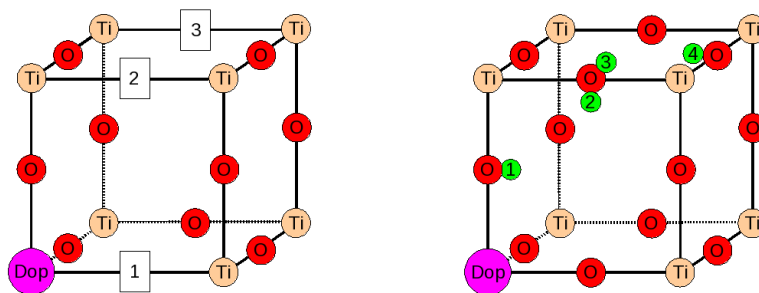 Ti 3 Ti
O O
Ti 2 Ti
O O
O O
Ti O Ti
O O
Dop 1 Ti
Ti O Ti
O 4 O
3
Ti O Ti
2
O O
O 1 O
Ti O Ti
O O
Dop O Ti